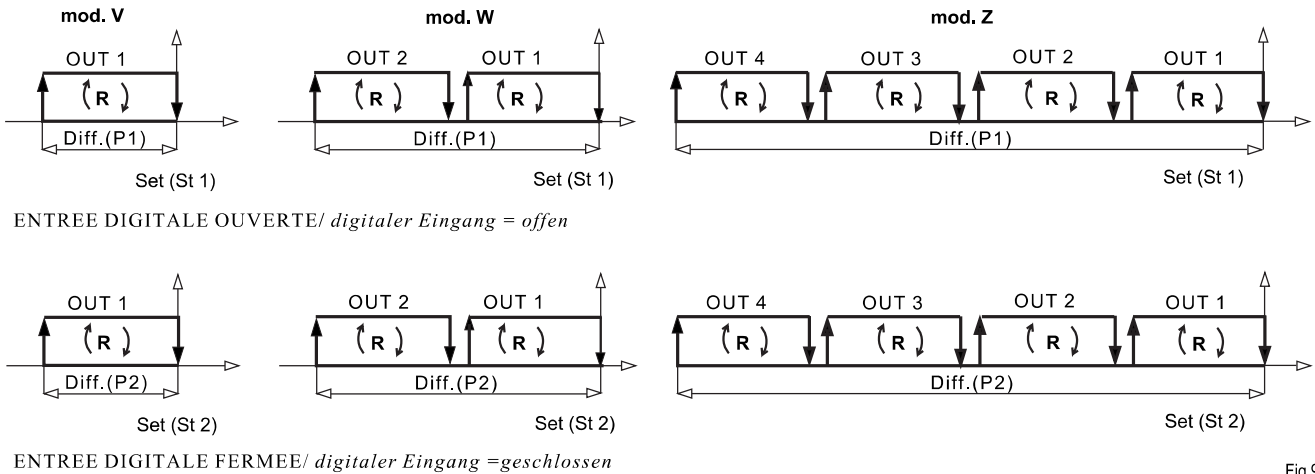 mod. V mod. W mod. Z
OUT 1 OUT 2 OUT 1 OUT 4 OUT 3 OUT 2 OUT 1
R R R R R R R
Diff.(P1) Diff.(P1) Diff.(P1)
Set (St 1) Set (St 1) Set (St 1)
ENTREE DIGITALE OUVERTE/ digitaler Eingang = offen
OUT 1 OUT 2 OUT 1 OUT 4 OUT 3 OUT 2 OUT 1
R R R R R R R
Diff.(P2) Diff.(P2) Diff.(P2)
Set (St 2) Set (St 2) Set (St 2)
ENTREE DIGITALE FERMEE/ digitaler Eingang =geschlossen